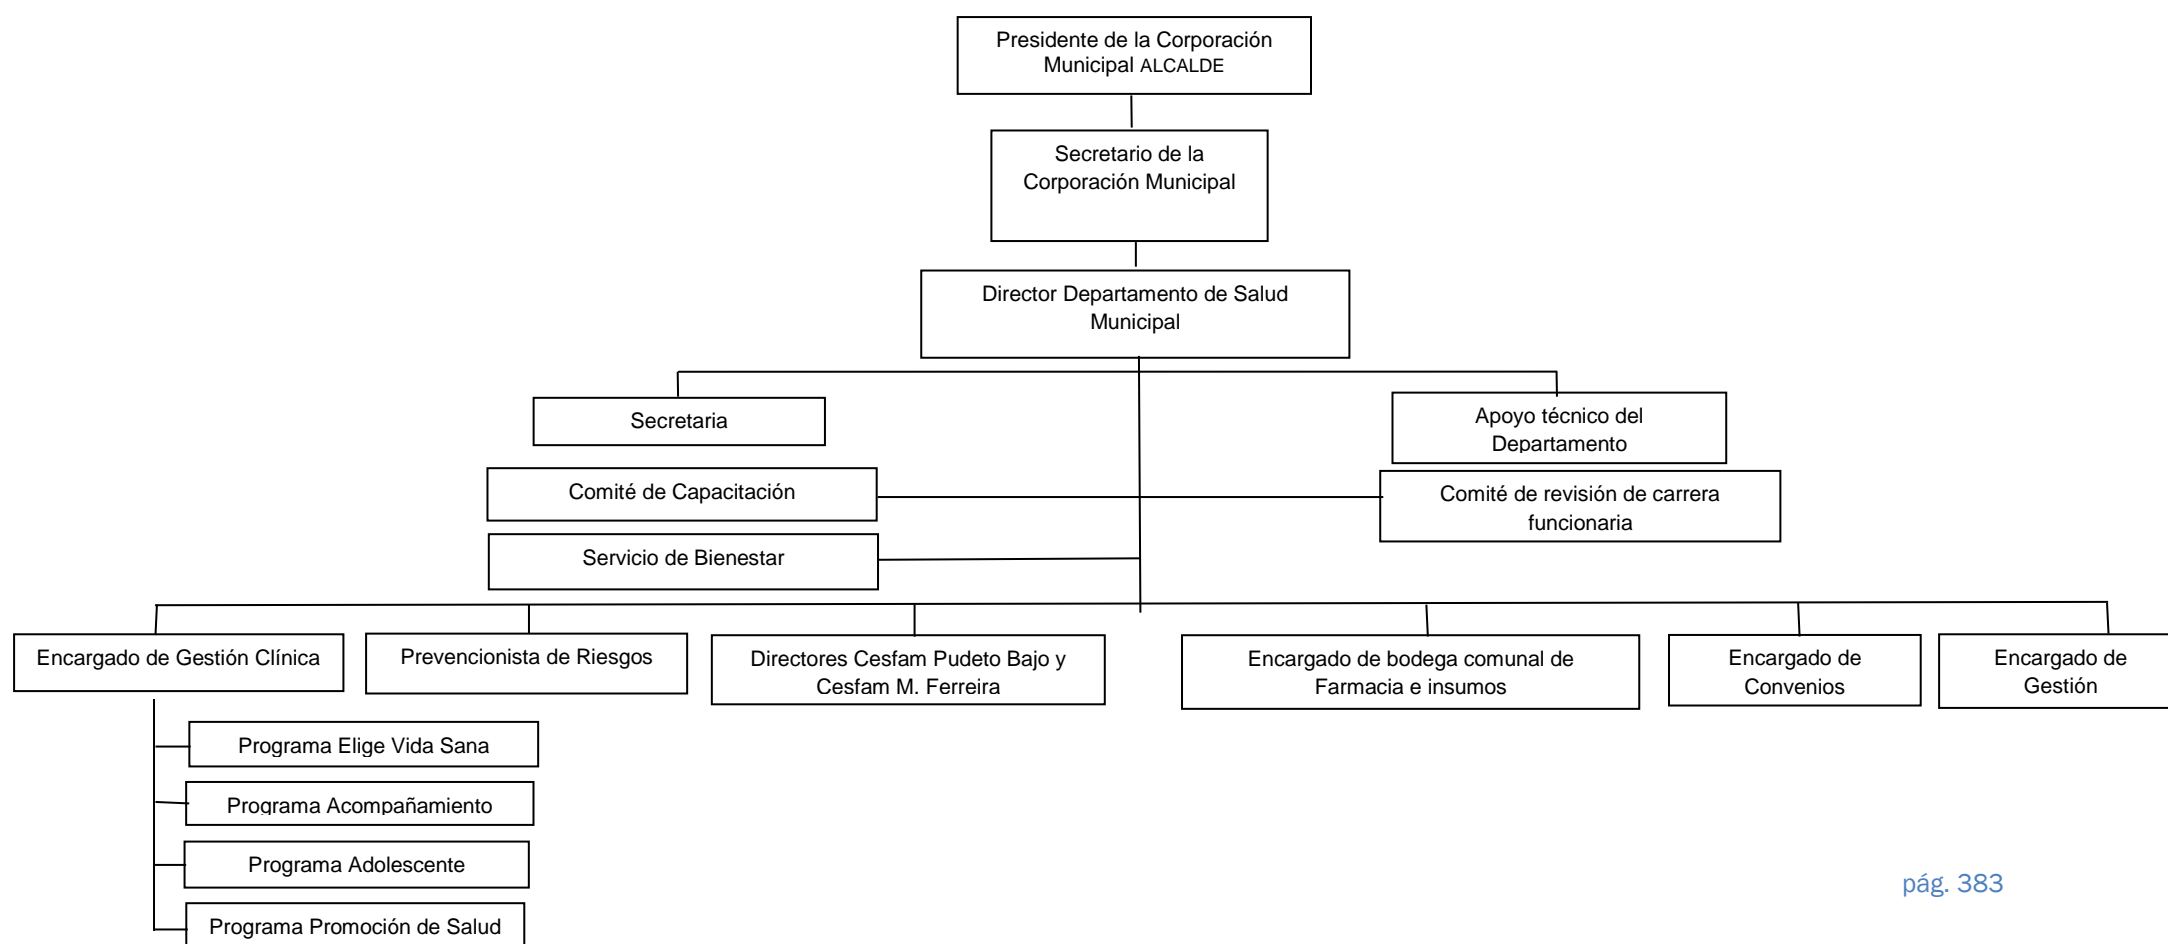 Presidente de la Corporación
Municipal ALCALDE
Secretario de la
Corporación Municipal
Director Departamento de Salud
Municipal
Secretaria
Apoyo técnico del
Departamento
Comité de Capacitación
Comité de revisión de carrera
funcionaria
Servicio de Bienestar
Encargado de Gestión Clínica
Prevencionista de Riesgos
Directores Cesfam Pudeto Bajo y
Cesfam M. Ferreira
Encargado de bodega comunal de
Farmacia e insumos
Encargado de
Convenios
Encargado de
Gestión
Programa Elige Vida Sana
Programa Acompañamiento
Programa Adolescente
Programa Promoción de Salud
pág. 383